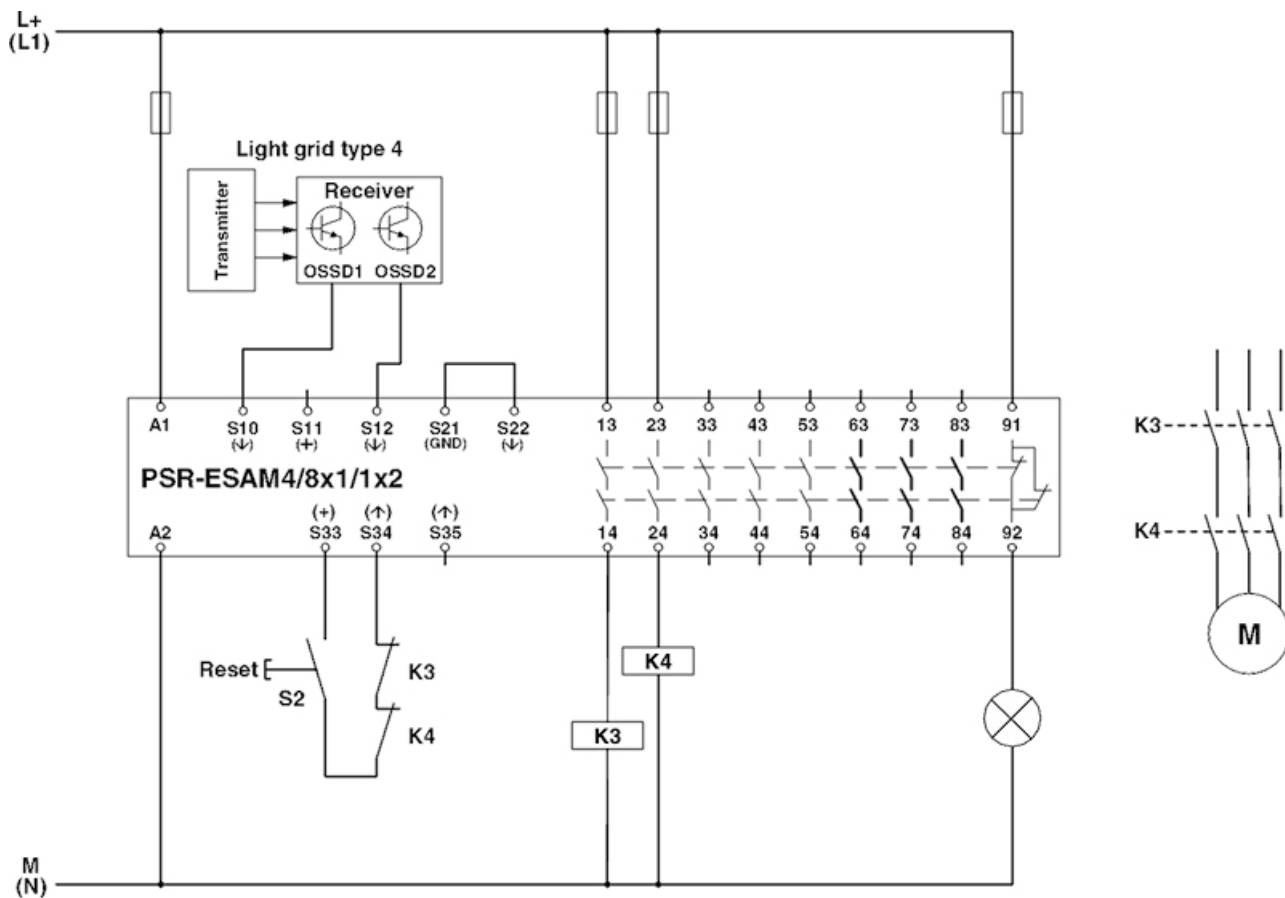 L+
(L1)
Light grid type 4
Transmitter
Receiver
OSSD1 OSSD2
A1 S10 S11 S12 S21 S22 13 23 33 43 53 63 73 83 91
(↓) (+) (↓) (GND) (↓)
PSR-ESAM4/8x1/1x2
(+) (↑) (↑)
A2 S33 S34 S35 14 24 34 44 54 64 74 84 92
K3
K4
M
Reset
S2
K3
K4
K4
K3
M
(N)